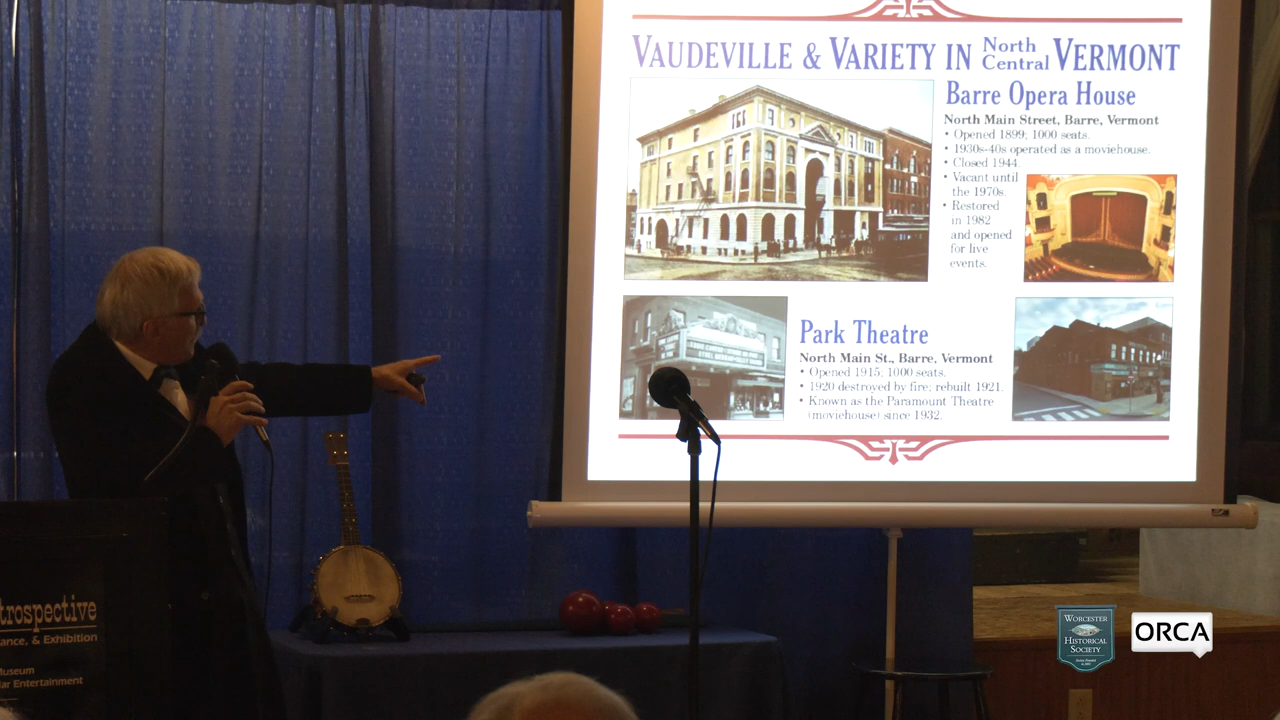 VAUDEVILLE & VARIETY IN North Central VERMONT
Barre Opera House
North Main Street, Barre, Vermont
• Opened 1899; 1000 seats.
• 1930s-40s operated as a moviehouse.
• Closed 1944.
• Vacant until
the 1970s.
• Restored
in 1982
and opened
for live
events.
Park Theatre
North Main St., Barre, Vermont
• Opened 1915; 1000 seats.
• 1920 destroyed by fire; rebuilt 1921.
• Known as the Paramount Theatre
(moviehouse) since 1932.
trospective
ance, & Exhibition
Museum
lar Entertainment
WORCESTER
HISTORICAL
SOCIETY
ORCA